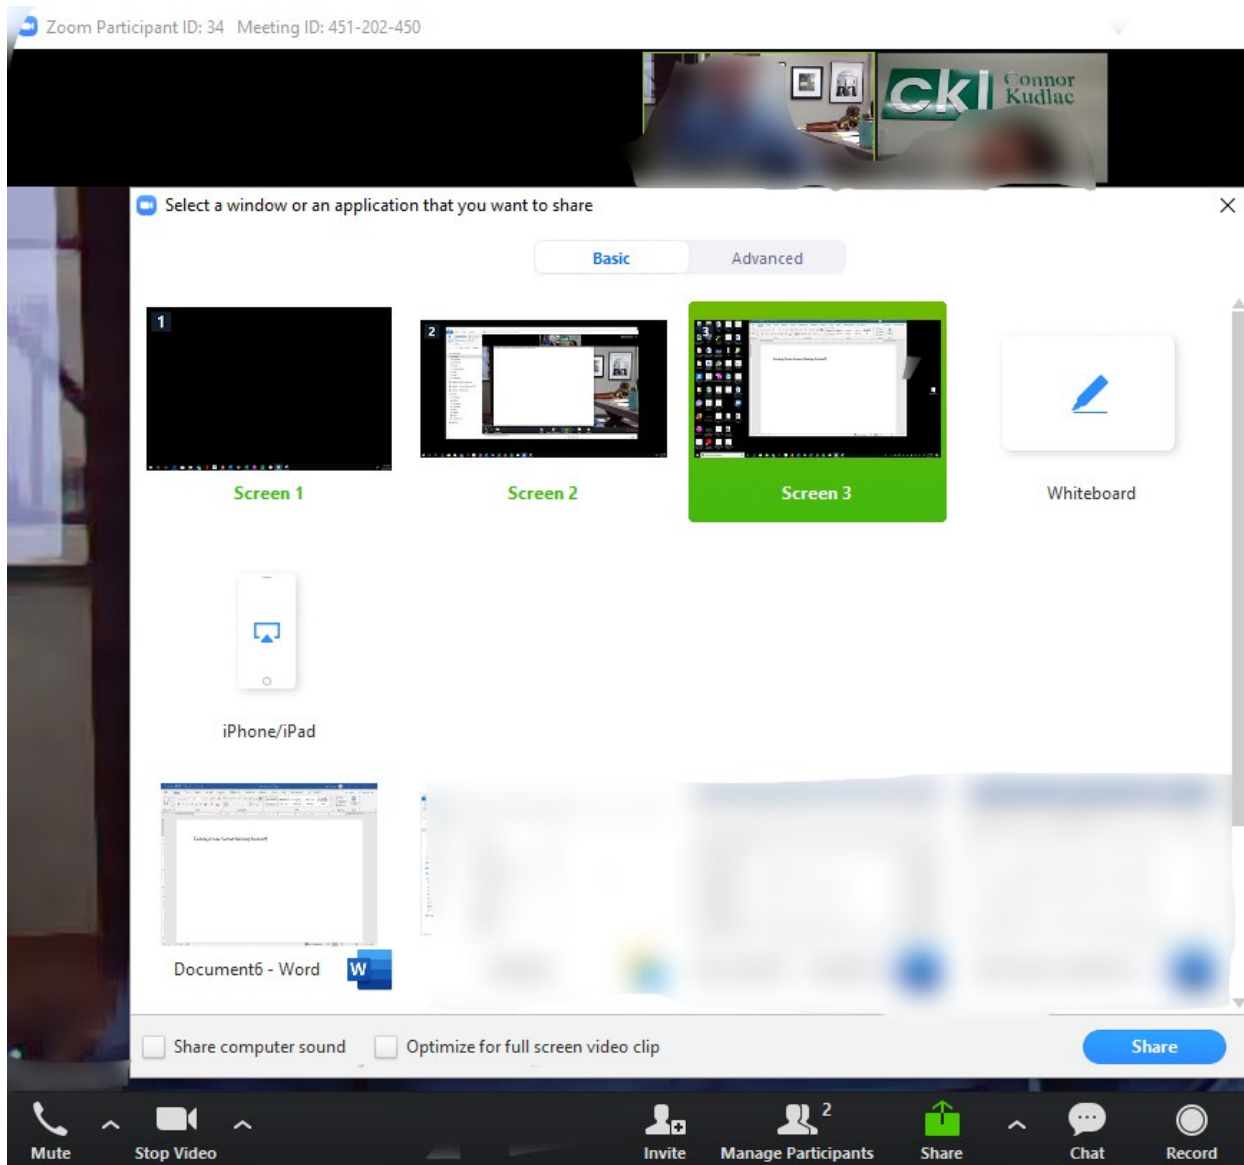 Zoom Participant ID: 34 Meeting ID: 451-202-450
ckl Connor
Kudlac
Select a window or an application that you want to share
Basic Advanced
1
2
3
Screen 1 Screen 2 Screen 3 Whiteboard
iPhone/iPad
Document6 - Word W
Share computer sound Optimize for full screen video clip Share
2
Mute Stop Video Invite Manage Participants Share Chat Record